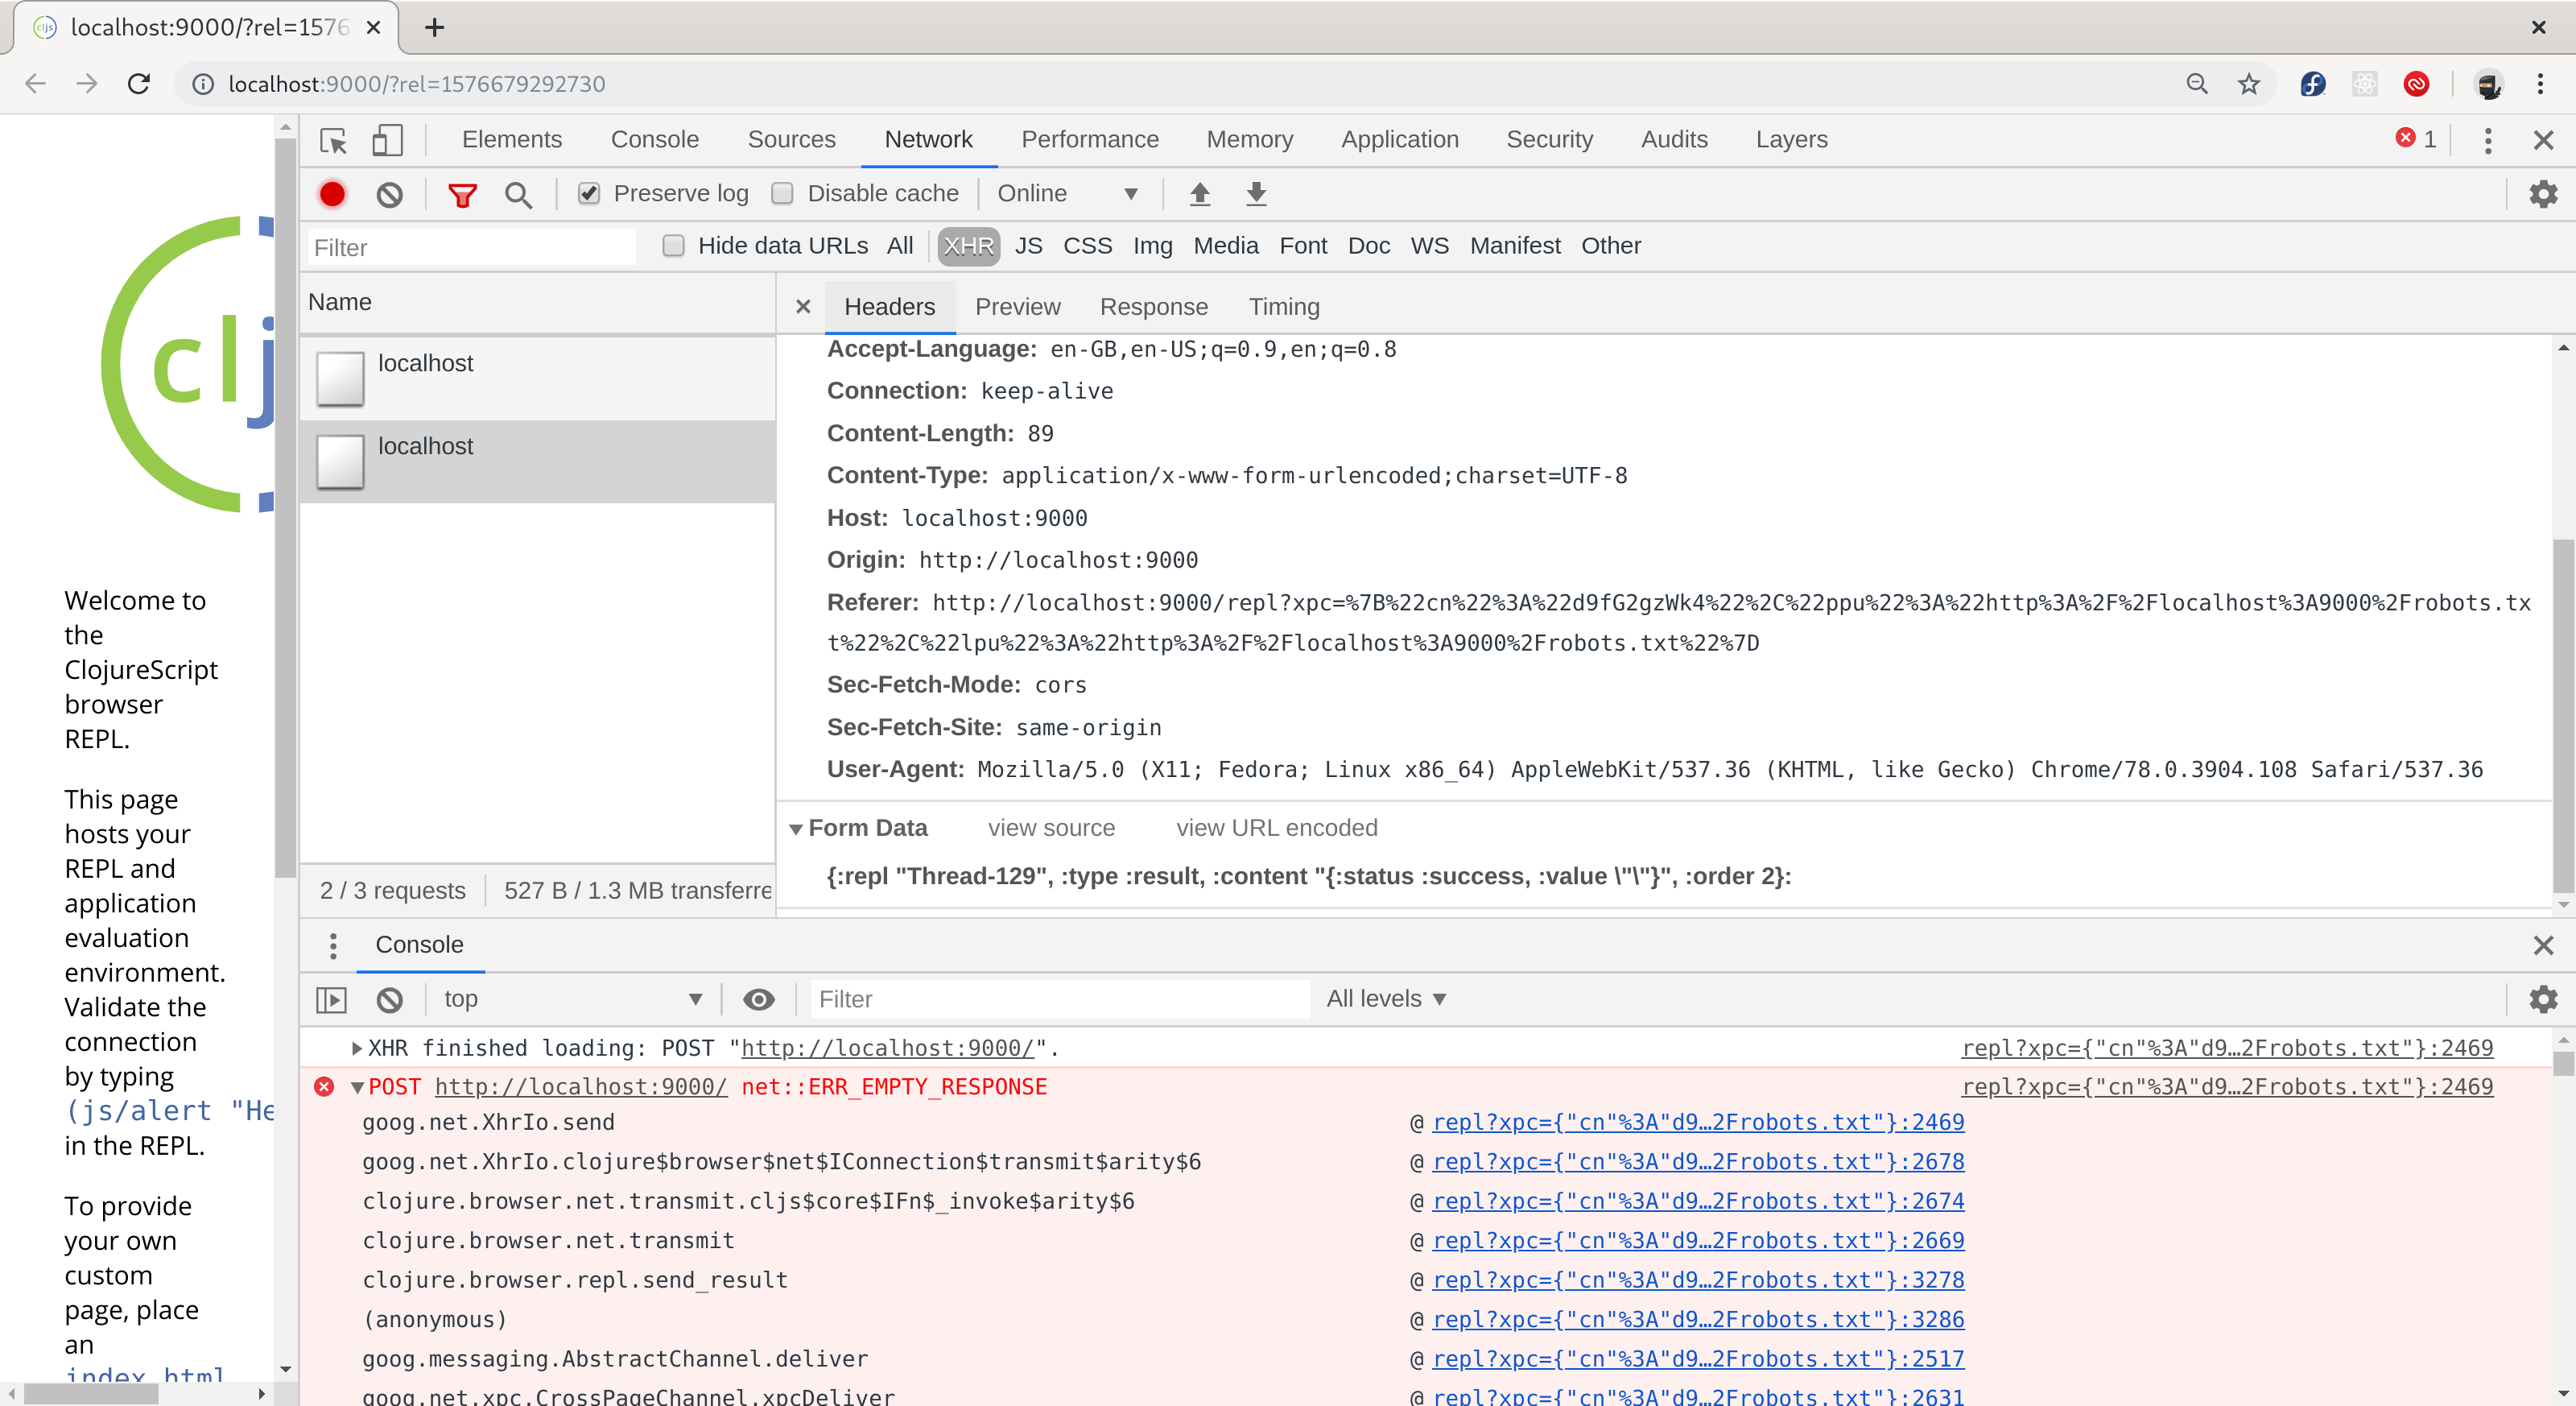 cljs localhost:9000/?rel=1576
localhost:9000/?rel=1576679292730
Elements Console Sources Network Performance Memory Application Security Audits Layers 1
Preserve log Disable cache Online
Filter Hide data URLs All XHR JS CSS Img Media Font Doc WS Manifest Other
Name
localhost
localhost
2 / 3 requests 527 B / 1.3 MB transferre
Headers Preview Response Timing
Accept-Language: en-GB,en-US;q=0.9,en;q=0.8
Connection: keep-alive
Content-Length: 89
Content-Type: application/x-www-form-urlencoded;charset=UTF-8
Host: localhost:9000
Origin: http://localhost:9000
Referer: http://localhost:9000/repl?xpc=%7B%22cn%22%3A%22d9fG2gzWk4%22%2C%22ppu%22%3A%22http%3A%2F%2Flocalhost%3A9000%2Frobots.tx
t%22%2C%22lpu%22%3A%22http%3A%2F%2Flocalhost%3A9000%2Frobots.txt%22%7D
Sec-Fetch-Mode: cors
Sec-Fetch-Site: same-origin
User-Agent: Mozilla/5.0 (X11; Fedora; Linux x86_64) AppleWebKit/537.36 (KHTML, like Gecko) Chrome/78.0.3904.108 Safari/537.36
Form Data view source view URL encoded
{:repl "Thread-129", :type :result, :content "{:status :success, :value \"\"}", :order 2}:
Console
top Filter All levels
XHR finished loading: POST "http://localhost:9000/". repl?xpc={"cn"%3A"d9…2Frobots.txt"}:2469
POST http://localhost:9000/ net::ERR_EMPTY_RESPONSE repl?xpc={"cn"%3A"d9…2Frobots.txt"}:2469
goog.net.XhrIo.send @ repl?xpc={"cn"%3A"d9…2Frobots.txt"}:2469
goog.net.XhrIo.clojure$browser$net$IConnection$transmit$arity$6 @ repl?xpc={"cn"%3A"d9…2Frobots.txt"}:2678
clojure.browser.net.transmit.cljs$core$IFn$_invoke$arity$6 @ repl?xpc={"cn"%3A"d9…2Frobots.txt"}:2674
clojure.browser.net.transmit @ repl?xpc={"cn"%3A"d9…2Frobots.txt"}:2669
clojure.browser.repl.send_result @ repl?xpc={"cn"%3A"d9…2Frobots.txt"}:3278
(anonymous) @ repl?xpc={"cn"%3A"d9…2Frobots.txt"}:3286
goog.messaging.AbstractChannel.deliver @ repl?xpc={"cn"%3A"d9…2Frobots.txt"}:2517
goog.net.xpc.CrossPageChannel.xpcDeliver @ repl?xpc={"cn"%3A"d9…2Frobots.txt"}:2631
clj
Welcome to
the
ClojureScript
browser
REPL.
This page
hosts your
REPL and
application
evaluation
environment.
Validate the
connection
by typing
(js/alert "He
in the REPL.
To provide
your own
custom
page, place
an
index.html